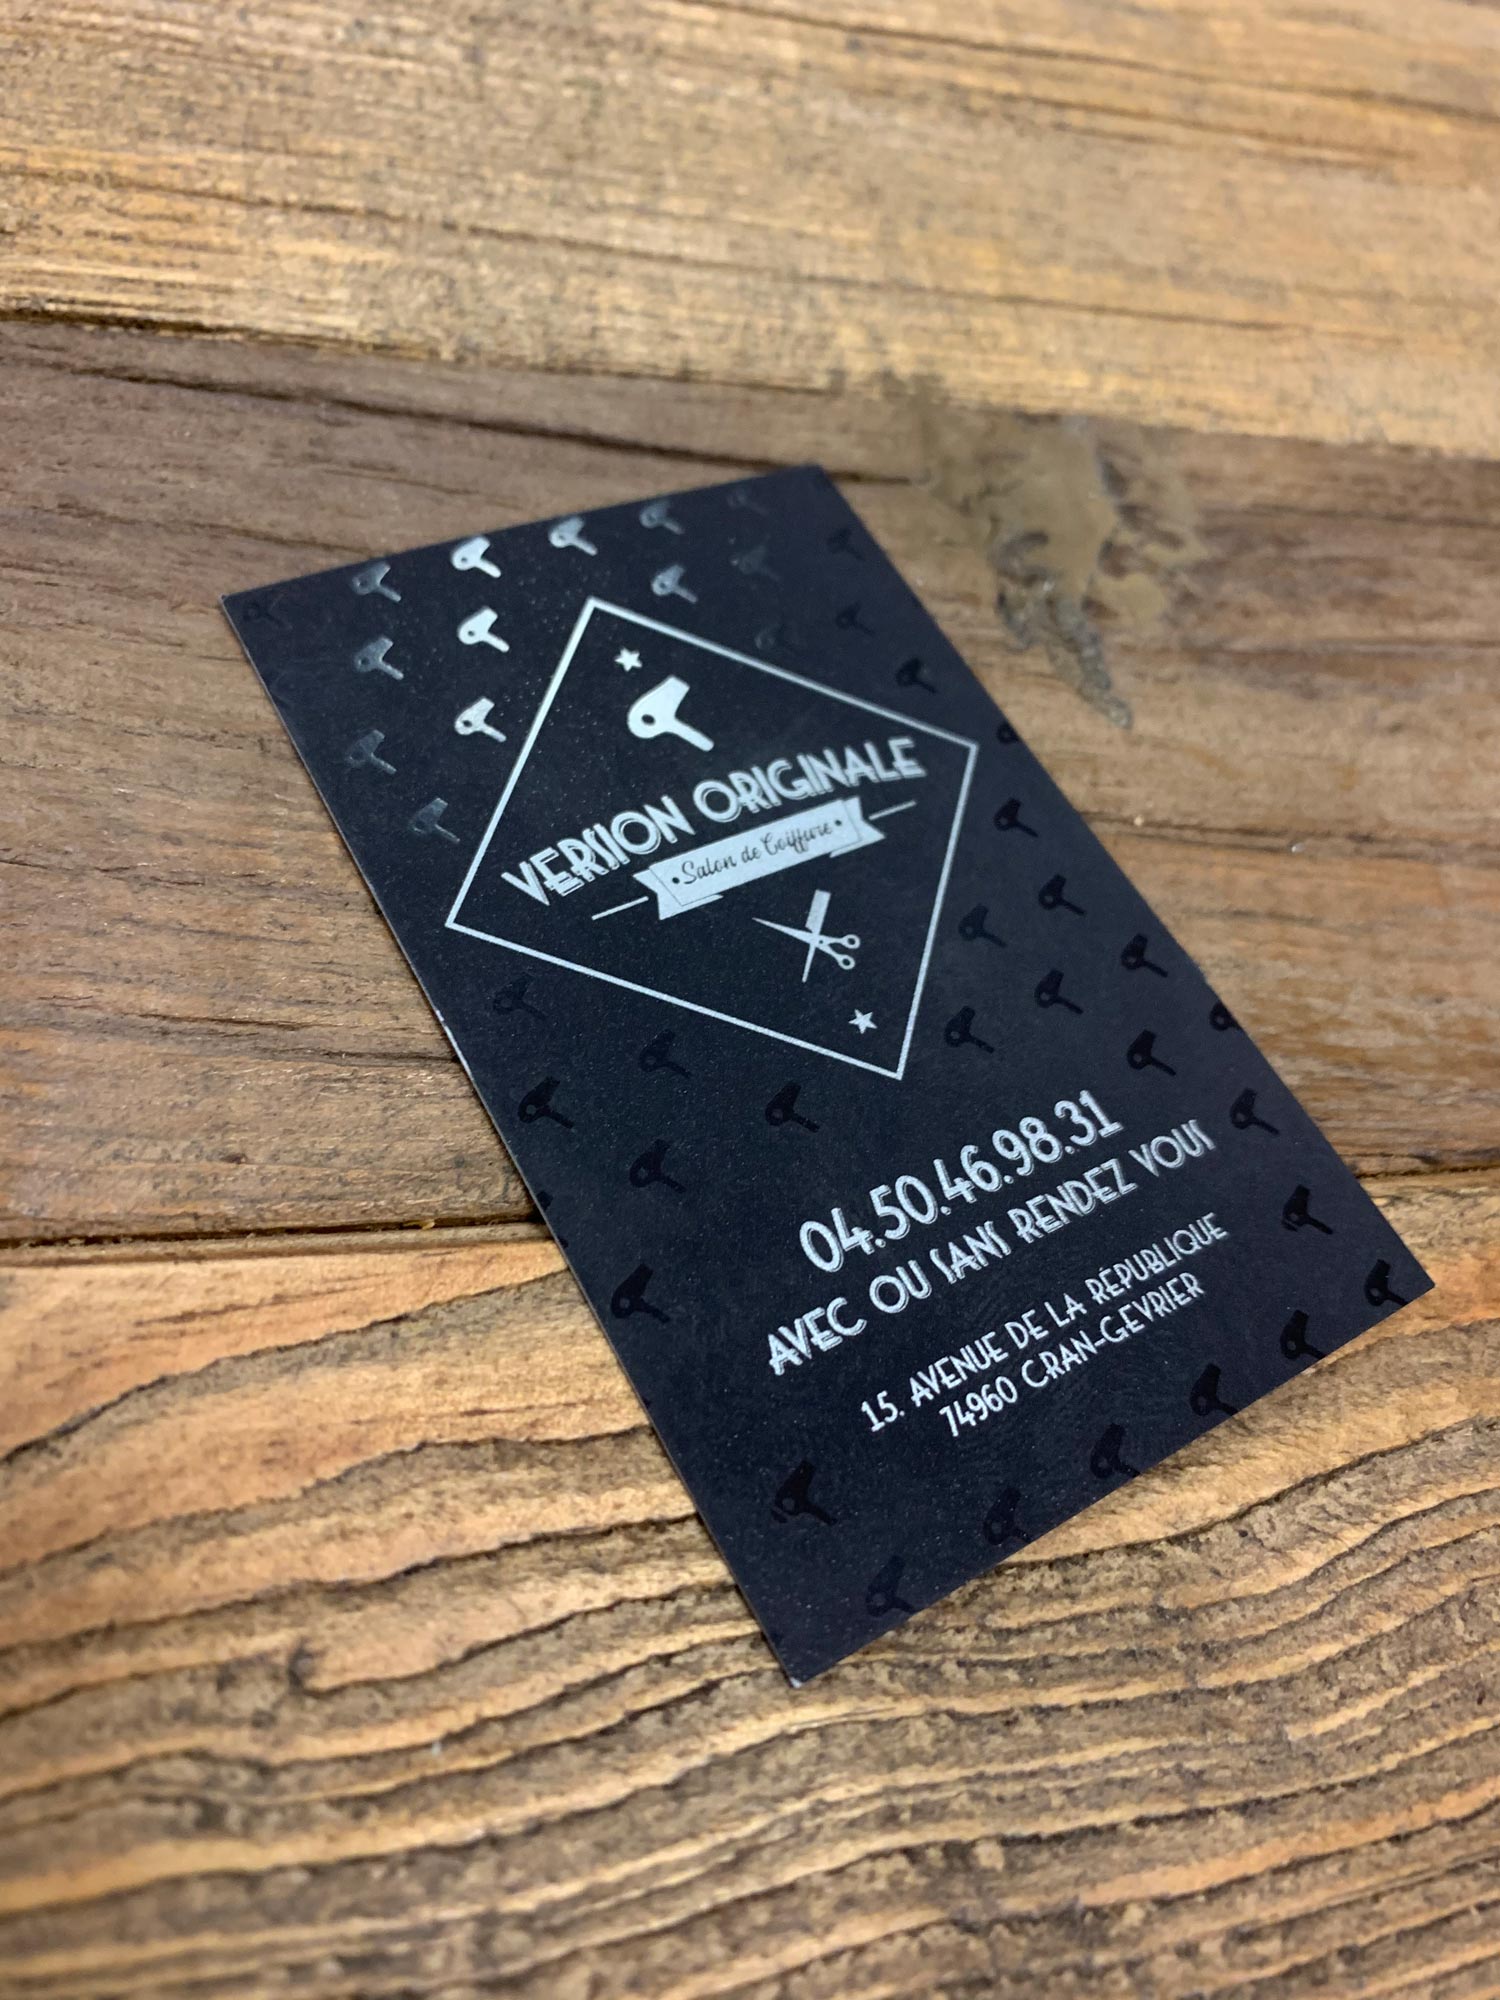 VERSION ORIGINALE
• Salon de Coiffure •
04.50.46.98.31
AVEC OU SANS RENDEZ VOUS
15. AVENUE DE LA RÉPUBLIQUE
74960 CRAN-GEVRIER